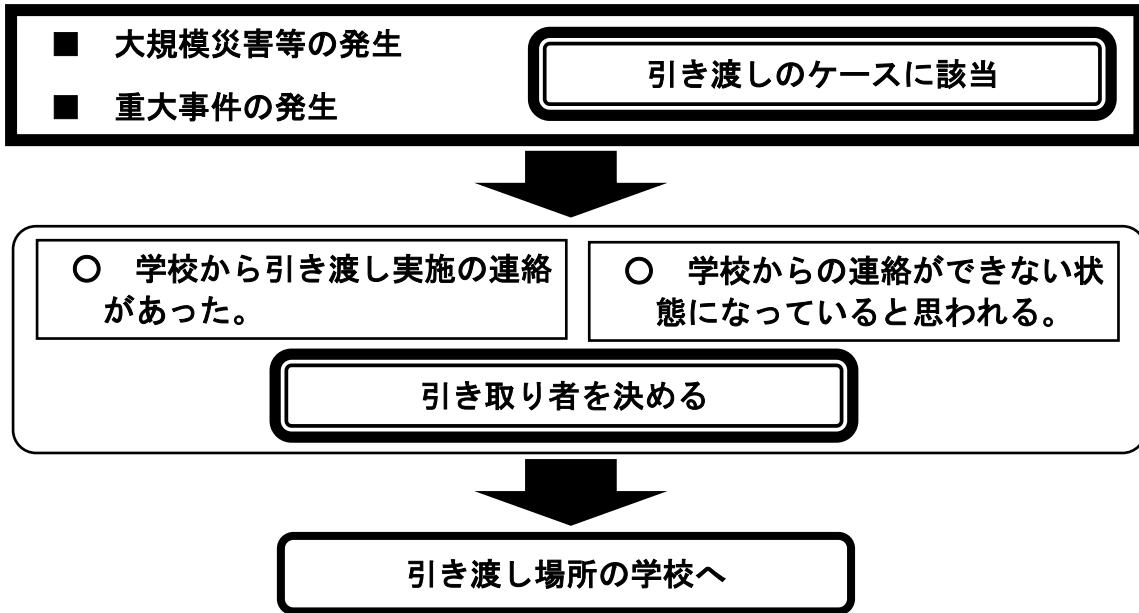 ■ 大規模災害等の発生
■ 重大事件の発生
引き渡しのケースに該当
○ 学校から引き渡し実施の連絡
があった。
○ 学校からの連絡ができない状
態になっていると思われる。
引き取り者を決める
引き渡し場所の学校へ